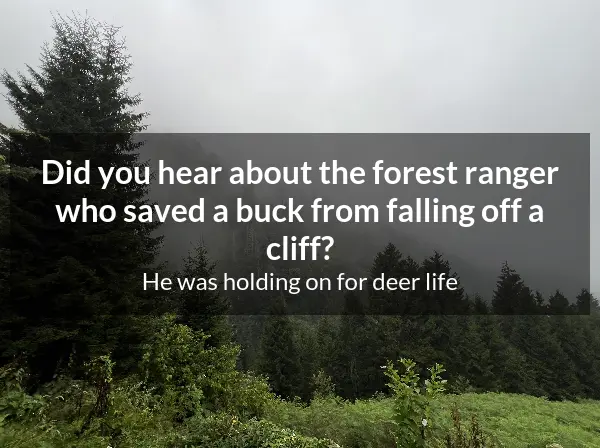 Did you hear about the forest ranger
who saved a buck from falling off a
cliff?
He was holding on for deer life